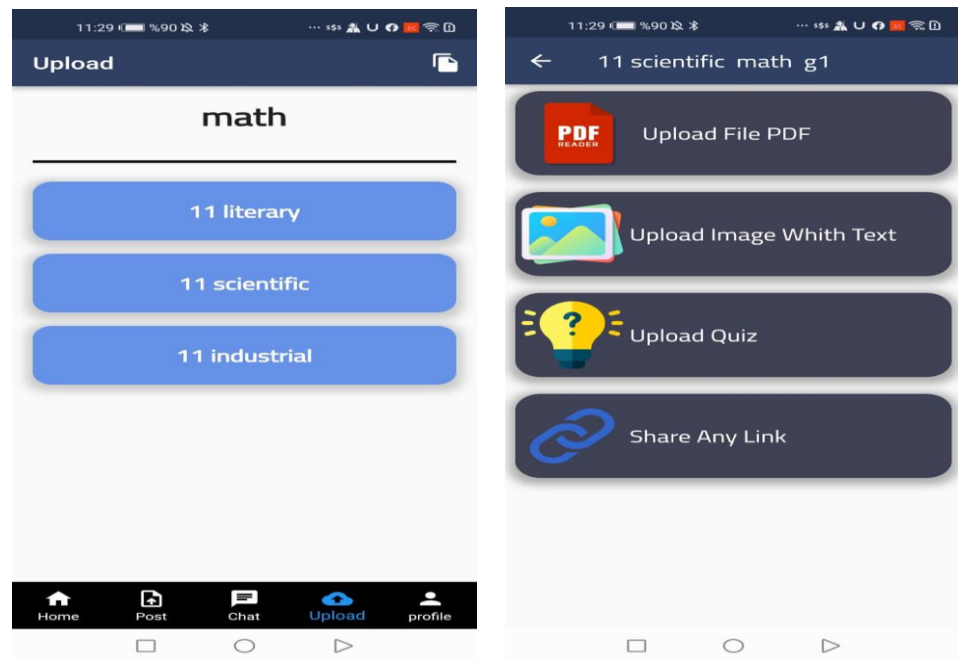 11:29 %90
Upload
math
11 literary
11 scientific
11 industrial
Home Post Chat Upload profile
11:29 %90
11 scientific math g1
PDF
READER
Upload File PDF
Upload Image Whith Text
?
Upload Quiz
Share Any Link